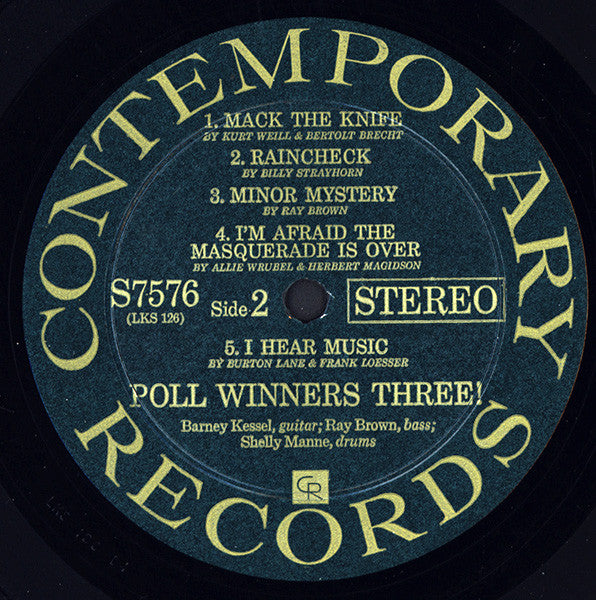 CONTEMPORARY
1. MACK THE KNIFE
BY KURT WEILL & BERTOLT BRECHT
2. RAINCHECK
BY BILLY STRAYHORN
3. MINOR MYSTERY
BY RAY BROWN
4. I'M AFRAID THE
MASQUERADE IS OVER
BY ALLIE WRUBEL & HERBERT MAGIDSON
S7576
(LKS 126)
Side 2
STEREO
5. I HEAR MUSIC
BY BURTON LANE & FRANK LOESSER
POLL WINNERS THREE!
Barney Kessel, guitar; Ray Brown, bass;
Shelly Manne, drums
CR
RECORDS